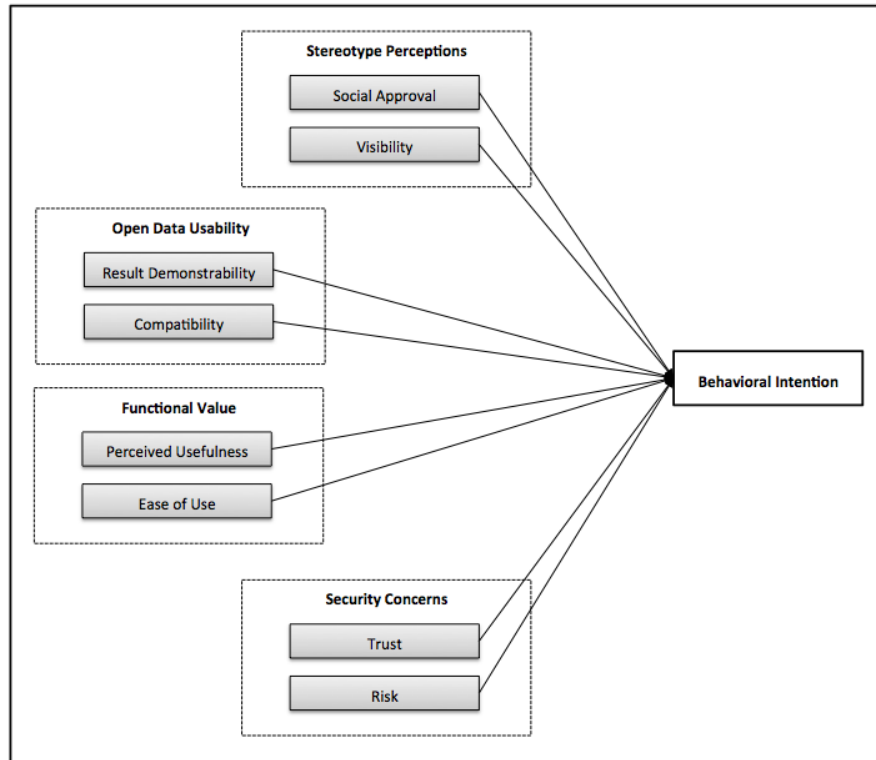 Stereotype Perceptions
Social Approval
Visibility
Open Data Usability
Result Demonstrability
Compatibility
Behavioral Intention
Functional Value
Perceived Usefulness
Ease of Use
Security Concerns
Trust
Risk